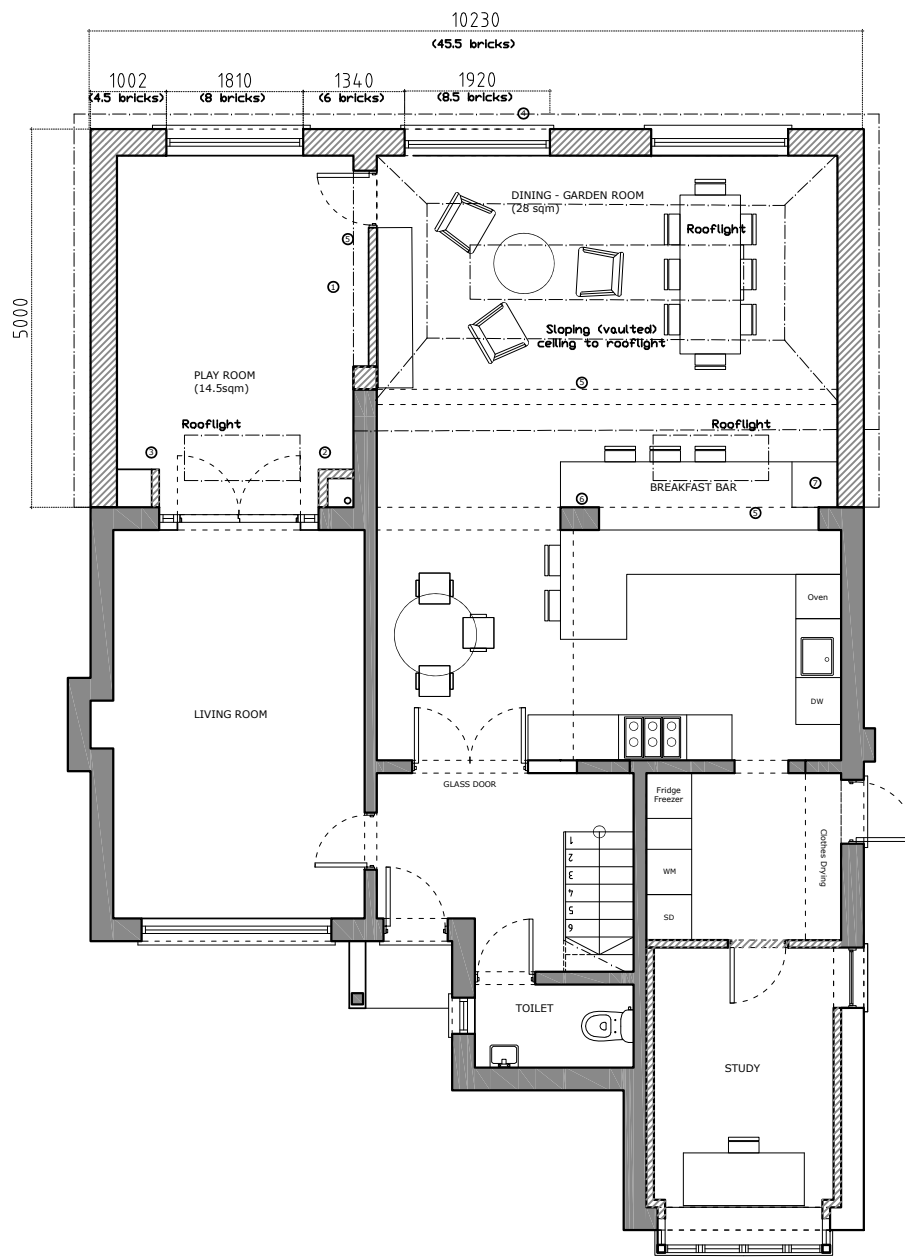 10230
(45.5 bricks)
1002
1810
1340
1920
(4.5 bricks)
(8 bricks)
(6 bricks)
(8.5 bricks)
4
5000
DINING - GARDEN ROOM
(28 sqm)
Rooflight
5
1
Sloping (vaulted)
ceiling to rooflight
PLAY ROOM
(14.5sqm)
5
Rooflight
Rooflight
3
2
BREAKFAST BAR
7
6
5
Oven
DW
LIVING ROOM
GLASS DOOR
Fridge
Freezer
Clothes Drying
WM
SD
1
2
3
4
5
6
TOILET
STUDY